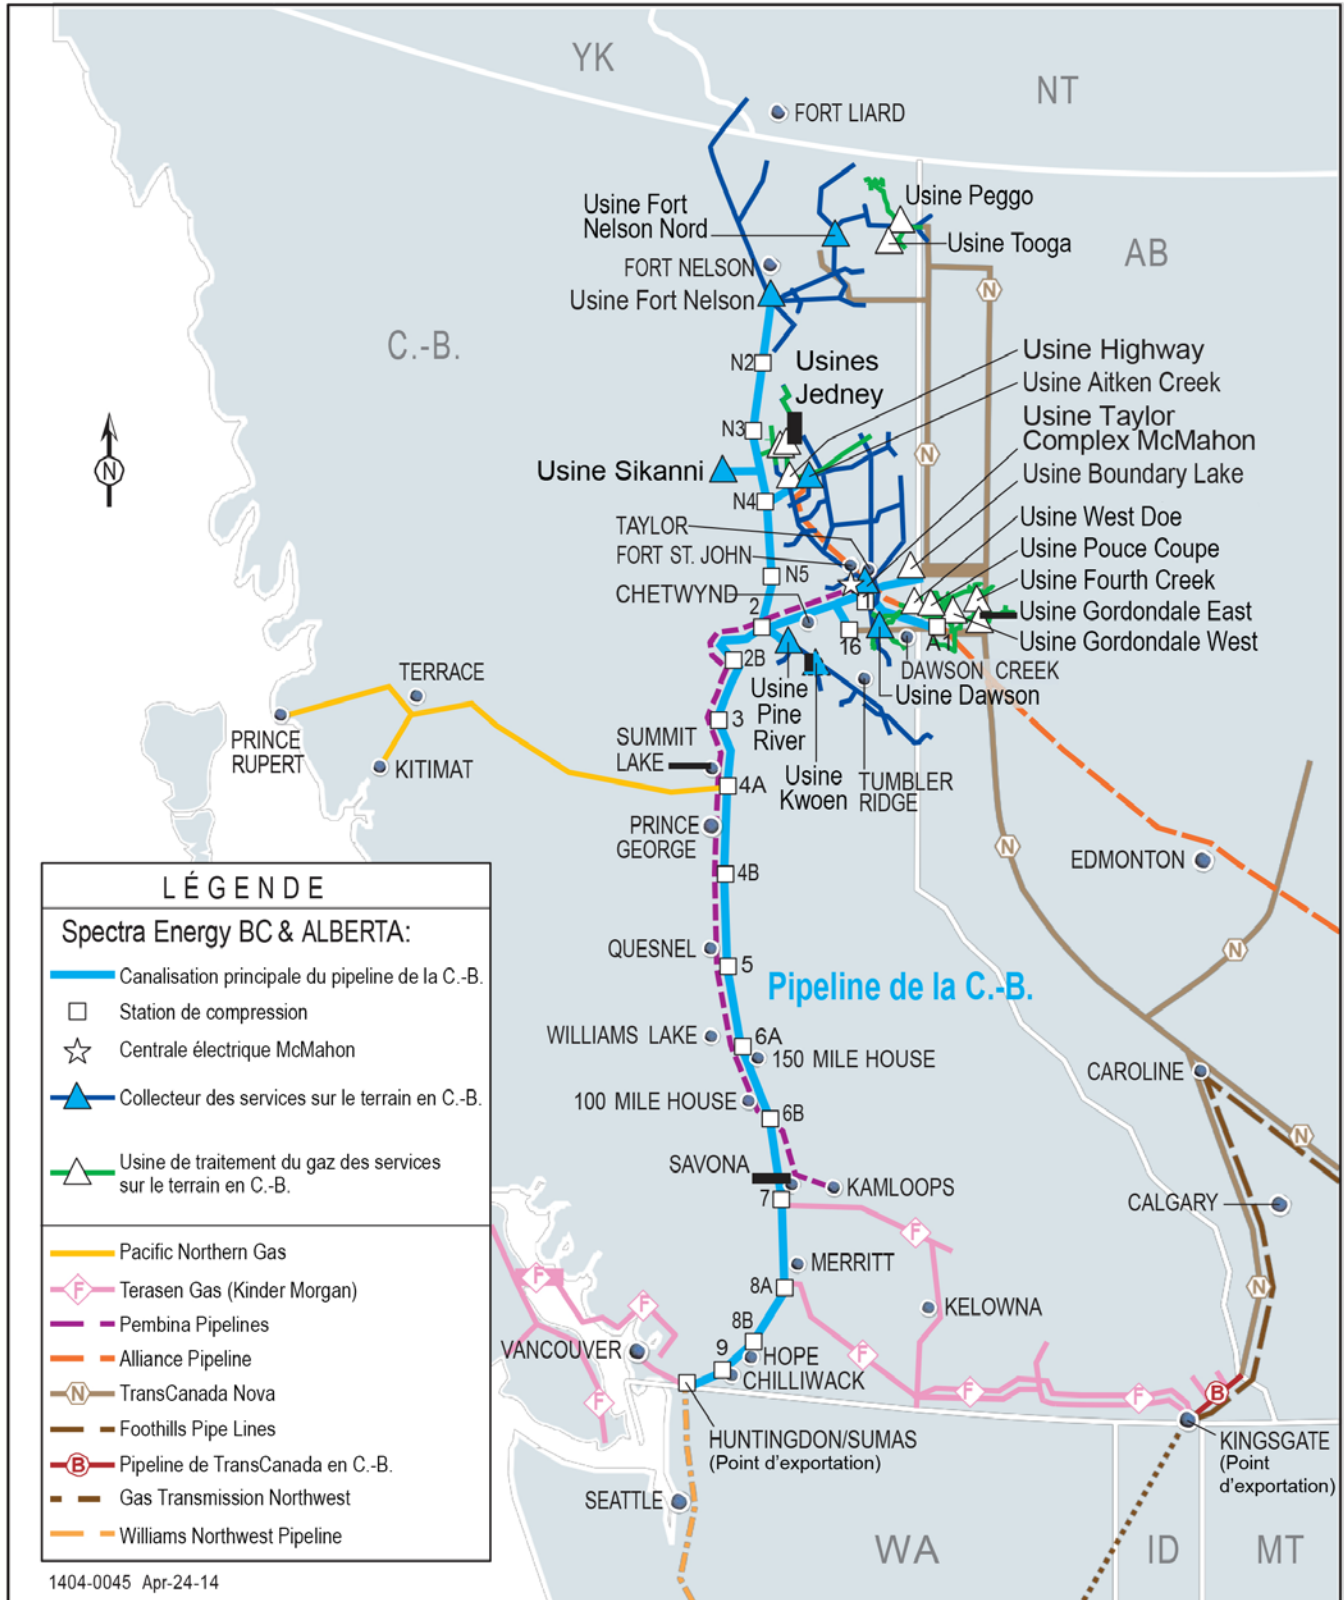 YK
NT
FORT LIARD
Usine Peggo
Usine Fort
Nelson Nord
Usine Tooga
AB
FORT NELSON
Usine Fort Nelson
N
C.-B.
Usine Highway
N2
Usines
Jedney
Usine Aitken Creek
Usine Taylor
Complex McMahon
N3
N
N
Usine Sikanni
Usine Boundary Lake
N4
Usine West Doe
TAYLOR
Usine Pouce Coupe
FORT ST. JOHN
N5
Usine Fourth Creek
CHETWYND
1
Usine Gordondale East
2
16
A1
Usine Gordondale West
2B
DAWSON CREEK
TERRACE
Usine
Pine
River
Usine Dawson
PRINCE
RUPERT
3
SUMMIT
LAKE
KITIMAT
Usine
Kwoen
TUMBLER
RIDGE
4A
PRINCE
GEORGE
N
EDMONTON
4B
LÉGENDE
Spectra Energy BC & ALBERTA:
Canalisation principale du pipeline de la C.-B.
Station de compression
Centrale électrique McMahon
Collecteur des services sur le terrain en C.-B.
Usine de traitement du gaz des services
sur le terrain en C.-B.
Pacific Northern Gas
F
Terasen Gas (Kinder Morgan)
Pembina Pipelines
Alliance Pipeline
N
TransCanada Nova
Foothills Pipe Lines
B
Pipeline de TransCanada en C.-B.
Gas Transmission Northwest
Williams Northwest Pipeline
1404-0045 Apr-24-14
QUESNEL
5
N
Pipeline de la C.-B.
WILLIAMS LAKE
6A
150 MILE HOUSE
CAROLINE
100 MILE HOUSE
6B
N
SAVONA
KAMLOOPS
7
CALGARY
F
MERRITT
F
8A
N
F
KELOWNA
8B
VANCOUVER
9
HOPE
F
CHILLIWACK
F
F
F
B
HUNTINGDON/SUMAS
(Point d'exportation)
KINGSGATE
(Point
d'exportation)
SEATTLE
WA
ID
MT